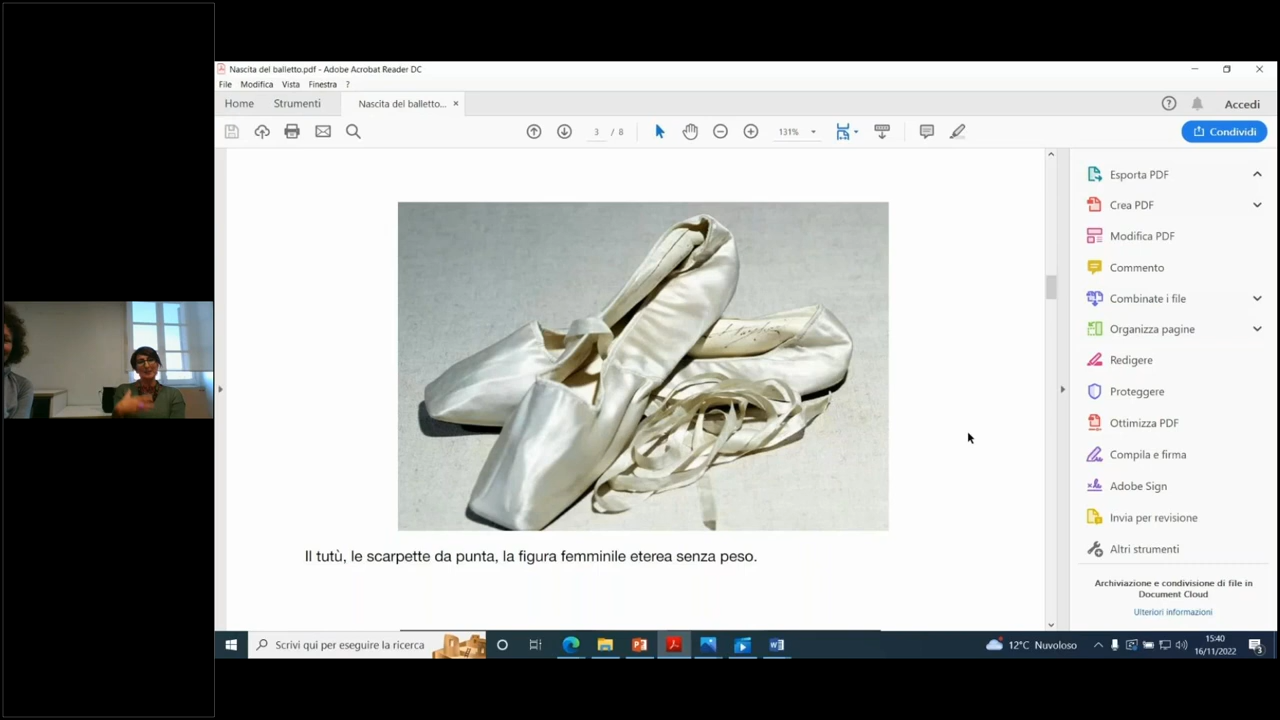 Nascita del balletto.pdf - Adobe Acrobat Reader DC
File Modifica Vista Finestra ?
Home Strumenti Nascita del balletto... × Accedi
3 / 8 131% Condividi
Esporta PDF
Crea PDF
Modifica PDF
Commento
Combinate i file
Organizza pagine
Redigere
Proteggere
Ottimizza PDF
Compila e firma
Adobe Sign
Invia per revisione
Altri strumenti
Il tutù, le scarpette da punta, la figura femminile eterea senza peso.
Archiviazione e condivisione di file in
Document Cloud
Ulteriori informazioni
Scrivi qui per eseguire la ricerca
12°C Nuvoloso
15:40
16/11/2022
3